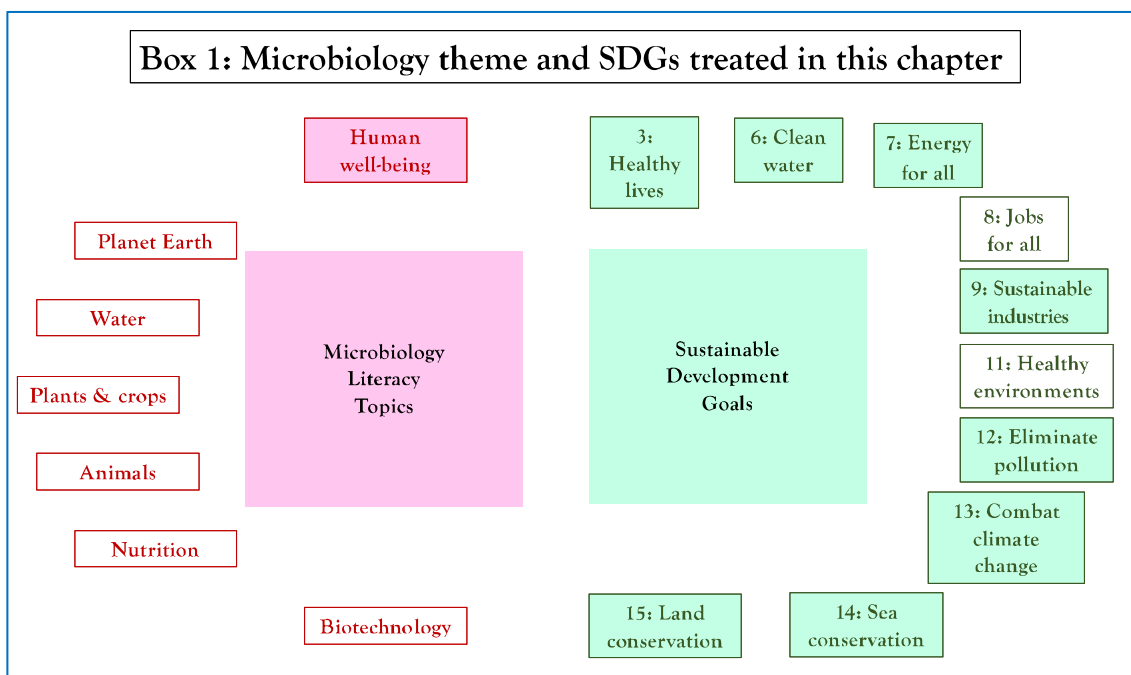 Box 1: Microbiology theme and SDGs treated in this chapter
Human
well-being
Planet Earth
Water
Plants & crops
Animals
Nutrition
Biotechnology
Microbiology
Literacy
Topics
Sustainable
Development
Goals
3:
Healthy
lives
6: Clean
water
7: Energy
for all
8: Jobs
for all
9: Sustainable
industries
11: Healthy
environments
12: Eliminate
pollution
13: Combat
climate
change
14: Sea
conservation
15: Land
conservation